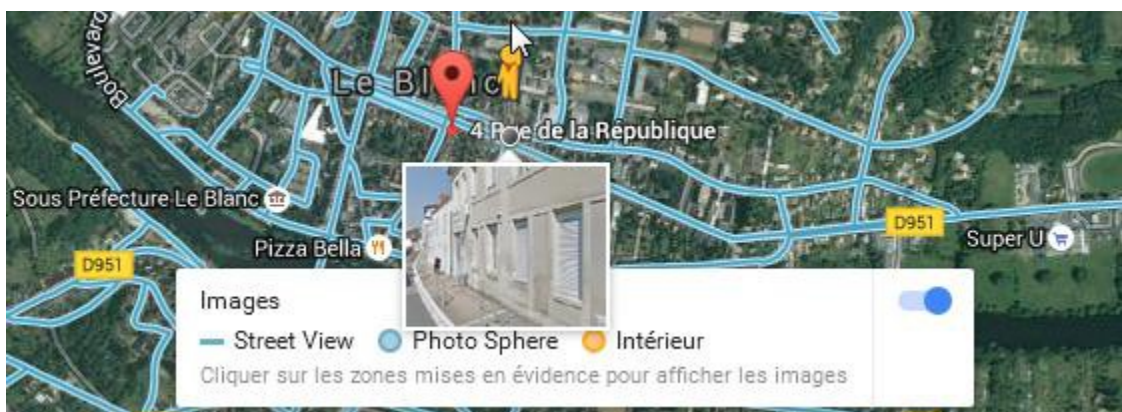 Boulevard
Le Blanc
4 Rue de la République
Sous Préfecture Le Blanc
Pizza Bella
D951
D951
Super U
Images
Street View
Photo Sphere
Intérieur
Cliquer sur les zones mises en évidence pour afficher les images